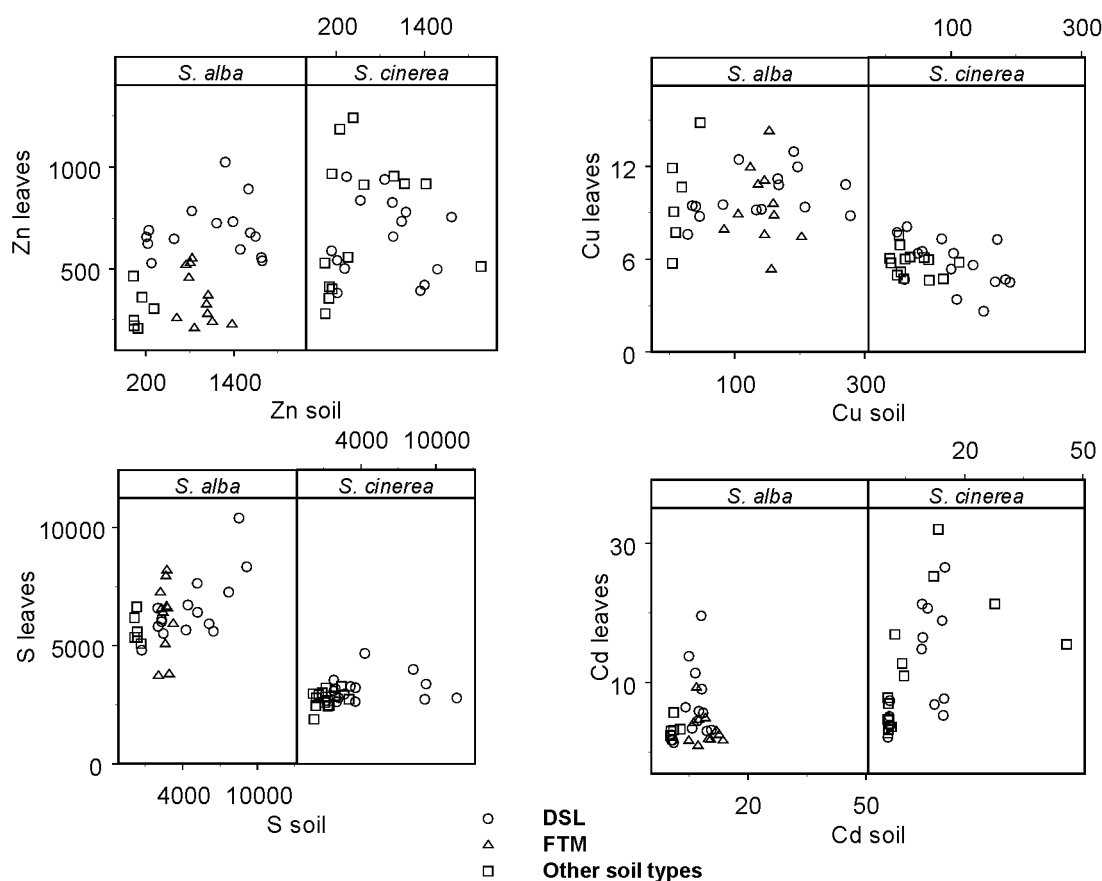 200 1400
S. alba S. cinerea
Zn leaves
1000
500
200 1400
Zn soil
100 300
S. alba S. cinerea
Cu leaves
12
6
0
100 300
Cu soil
4000 10000
S. alba S. cinerea
S leaves
10000
5000
0
4000 10000
S soil
20 50
S. alba S. cinerea
Cd leaves
30
10
20 50
Cd soil
DSL
FTM
Other soil types